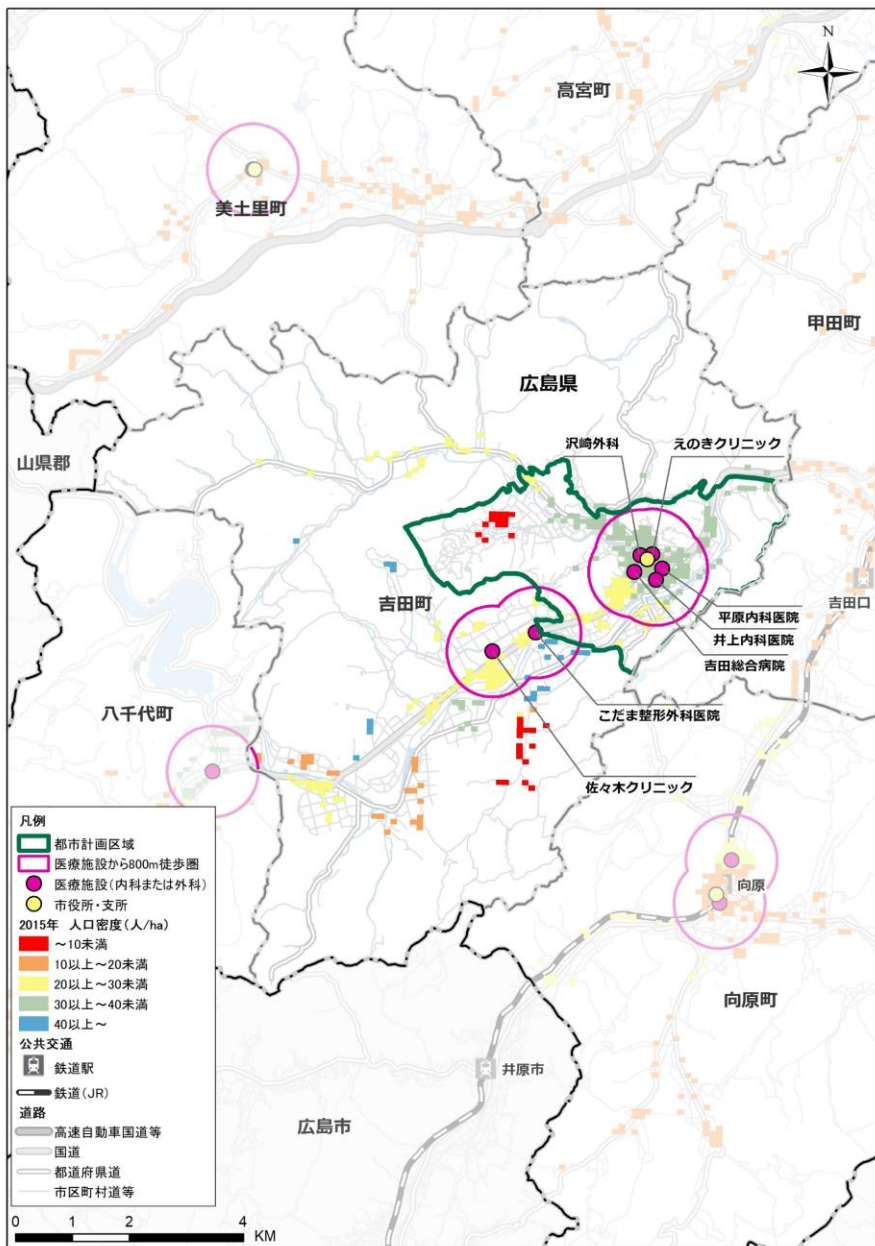 N
高宮町
美土里町
甲田町
広島県
山県郡
沢崎外科
えのきクリニック
吉田町
吉田口
平原内科医院
井上内科医院
吉田総合病院
八千代町
こだま整形外科医院
佐々木クリニック
向原
向原町
井原市
広島市
凡例
都市計画区域
医療施設から800m徒歩圏
医療施設(内科または外科)
市役所・支所
2015年 人口密度(人/ha)
～10未満
10以上～20未満
20以上～30未満
30以上～40未満
40以上～
公共交通
鉄道駅
鉄道(JR)
道路
高速自動車国道等
国道
都道府県道
市区町村道等
0 1 2 4 KM